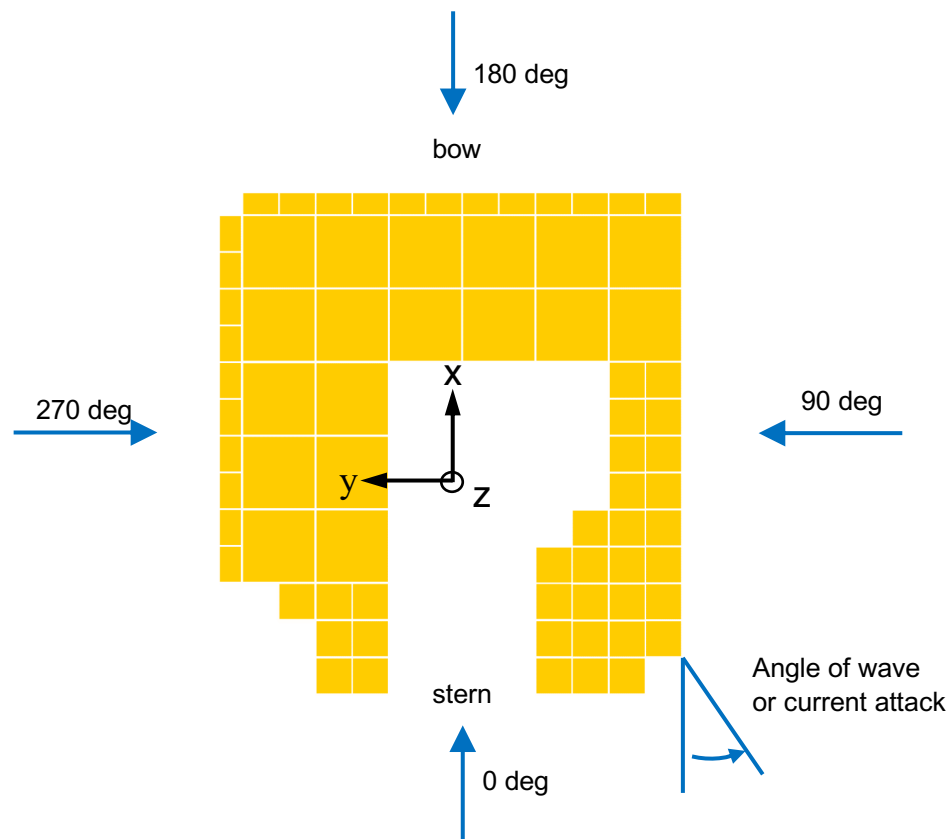 180 deg
bow
x
270 deg
90 deg
y
z
Angle of wave
or current attack
stern
0 deg